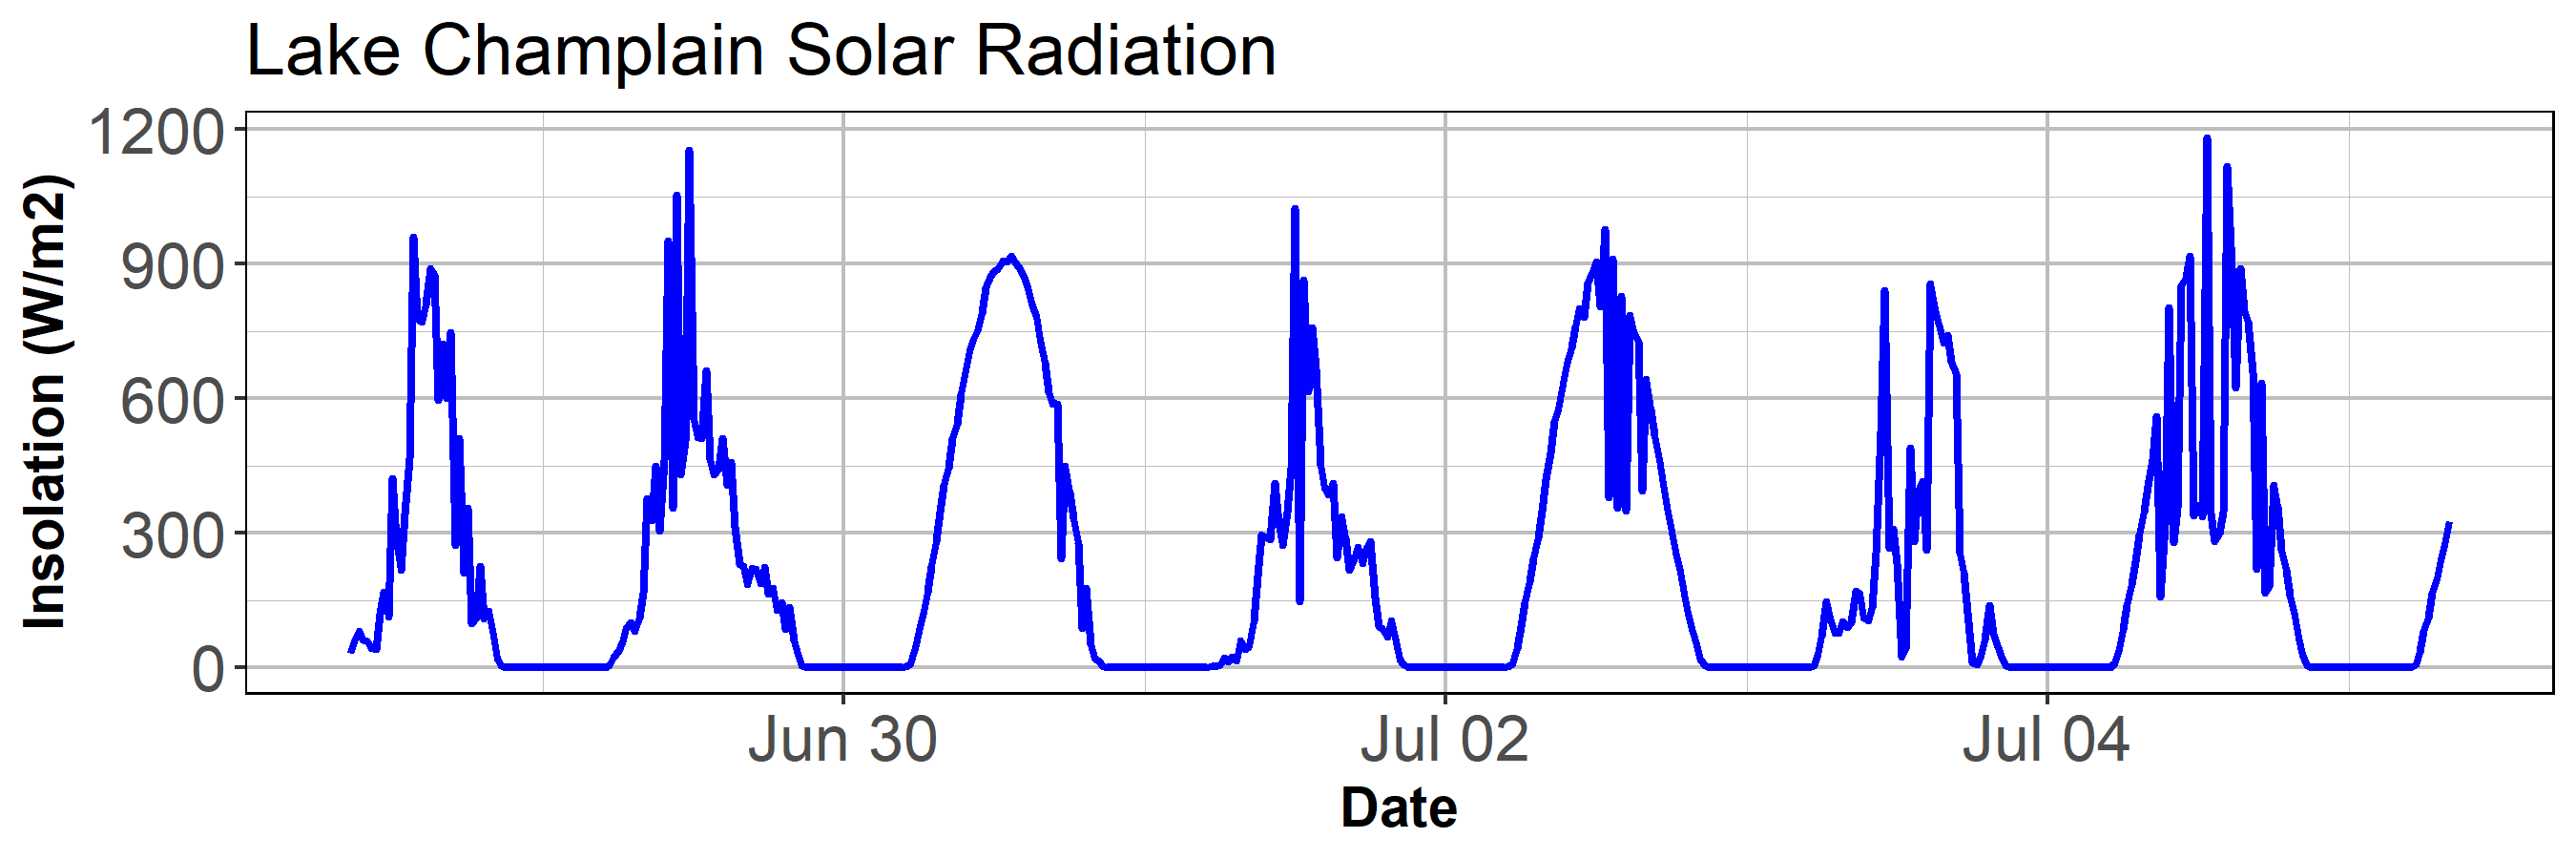 Lake Champlain Solar Radiation
1200
900
600
300
0
Insolation (W/m2)
Jun 30
Jul 02
Jul 04
Date